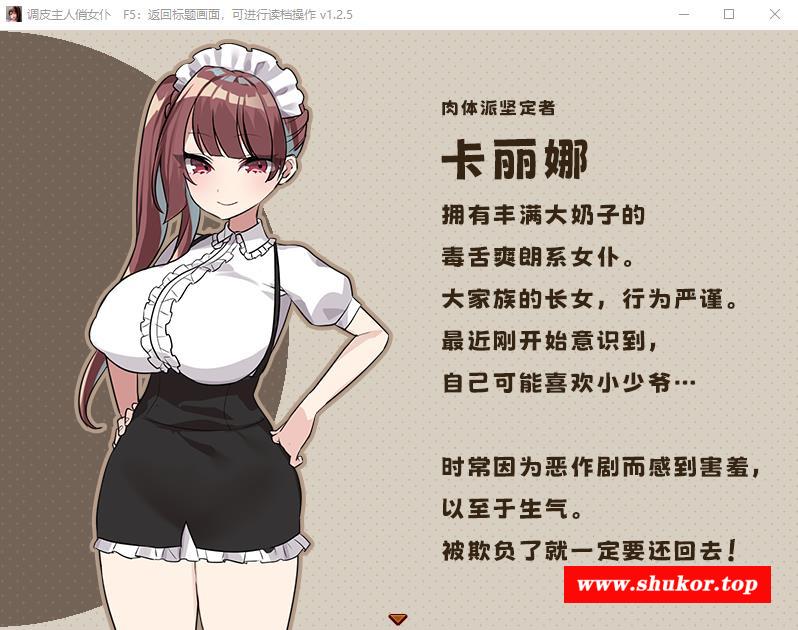 调皮主人俏女仆 F5：返回标题画面，可进行读档操作 v1.2.5
肉体派坚定者
卡丽娜
拥有丰满大奶子的
毒舌爽朗系女仆。
大家族的长女，行为严谨。
最近刚开始意识到，
自己可能喜欢小少爷…
时常因为恶作剧而感到害羞，
以至于生气。
被欺负了就一定要还回去！
www.shukor.top